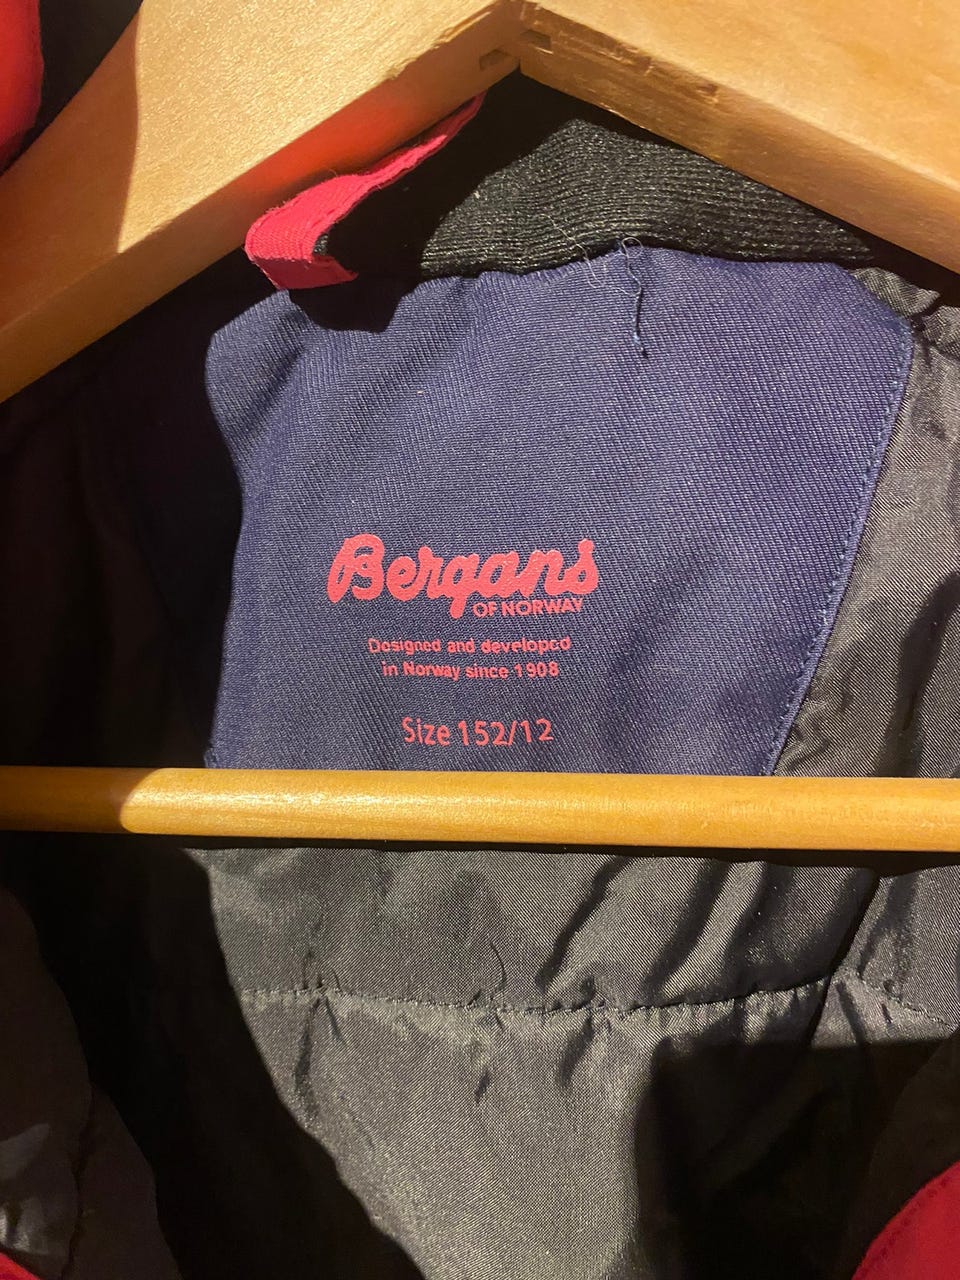 Bergans
OF NORWAY
Designed and developed
in Norway since 1908
Size 152/12